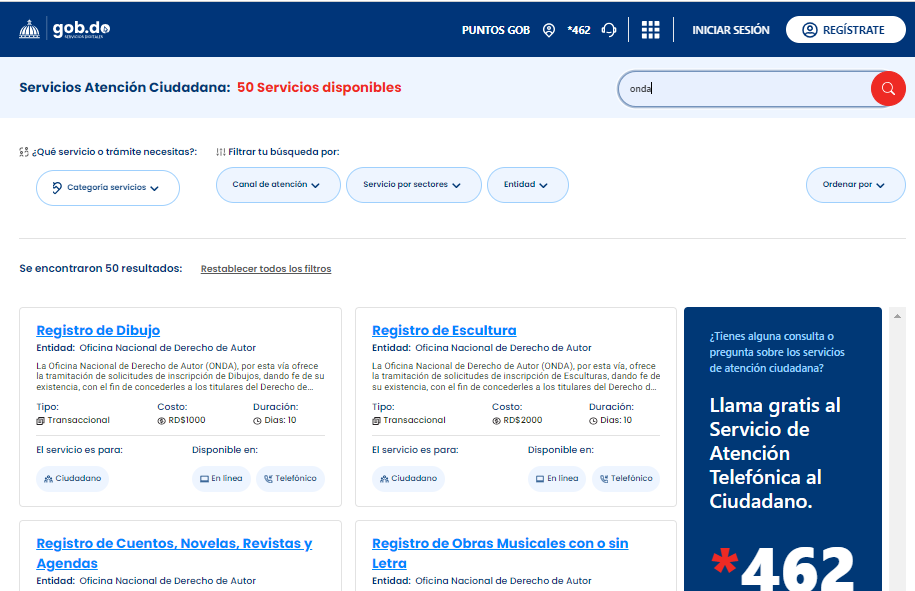 gob.do
SERVICIOS DIGITALES
PUNTOS GOB
*462
INICIAR SESIÓN
REGÍSTRATE
Servicios Atención Ciudadana: 50 Servicios disponibles
onda
¿Qué servicio o trámite necesitas?:
Filtrar tu búsqueda por:
Categoria servicios
Canal de atención
Servicio por sectores
Entidad
Ordenar por
Se encontraron 50 resultados:
Restablecer todos los filtros
Registro de Dibujo
Entidad: Oficina Nacional de Derecho de Autor
La Oficina Nacional de Derecho de Autor (ONDA), por esta vía ofrece
la tramitación de solicitudes de inscripción de Dibujos, dando fe de su
existencia, con el fin de concederles a los titulares del Derecho de...
Tipo: Costo: Duración:
Transaccional RD$1000 Dias: 10
El servicio es para: Disponible en:
Ciudadano En línea Telefónico
Registro de Escultura
Entidad: Oficina Nacional de Derecho de Autor
La Oficina Nacional de Derecho de Autor (ONDA), por esta vía ofrece
la tramitación de solicitudes de inscripción de Esculturas, dando fe de
su existencia, con el fin de concederles a los titulares del Derecho d...
Tipo: Costo: Duración:
Transaccional RD$2000 Dias: 10
El servicio es para: Disponible en:
Ciudadano En línea Telefónico
Registro de Cuentos, Novelas, Revistas y
Agendas
Entidad: Oficina Nacional de Derecho de Autor
Registro de Obras Musicales con o sin
Letra
Entidad: Oficina Nacional de Derecho de Autor
¿Tienes alguna consulta o
pregunta sobre los servicios
de atención ciudadana?
Llama gratis al
Servicio de
Atención
Telefónica al
Ciudadano.
*462